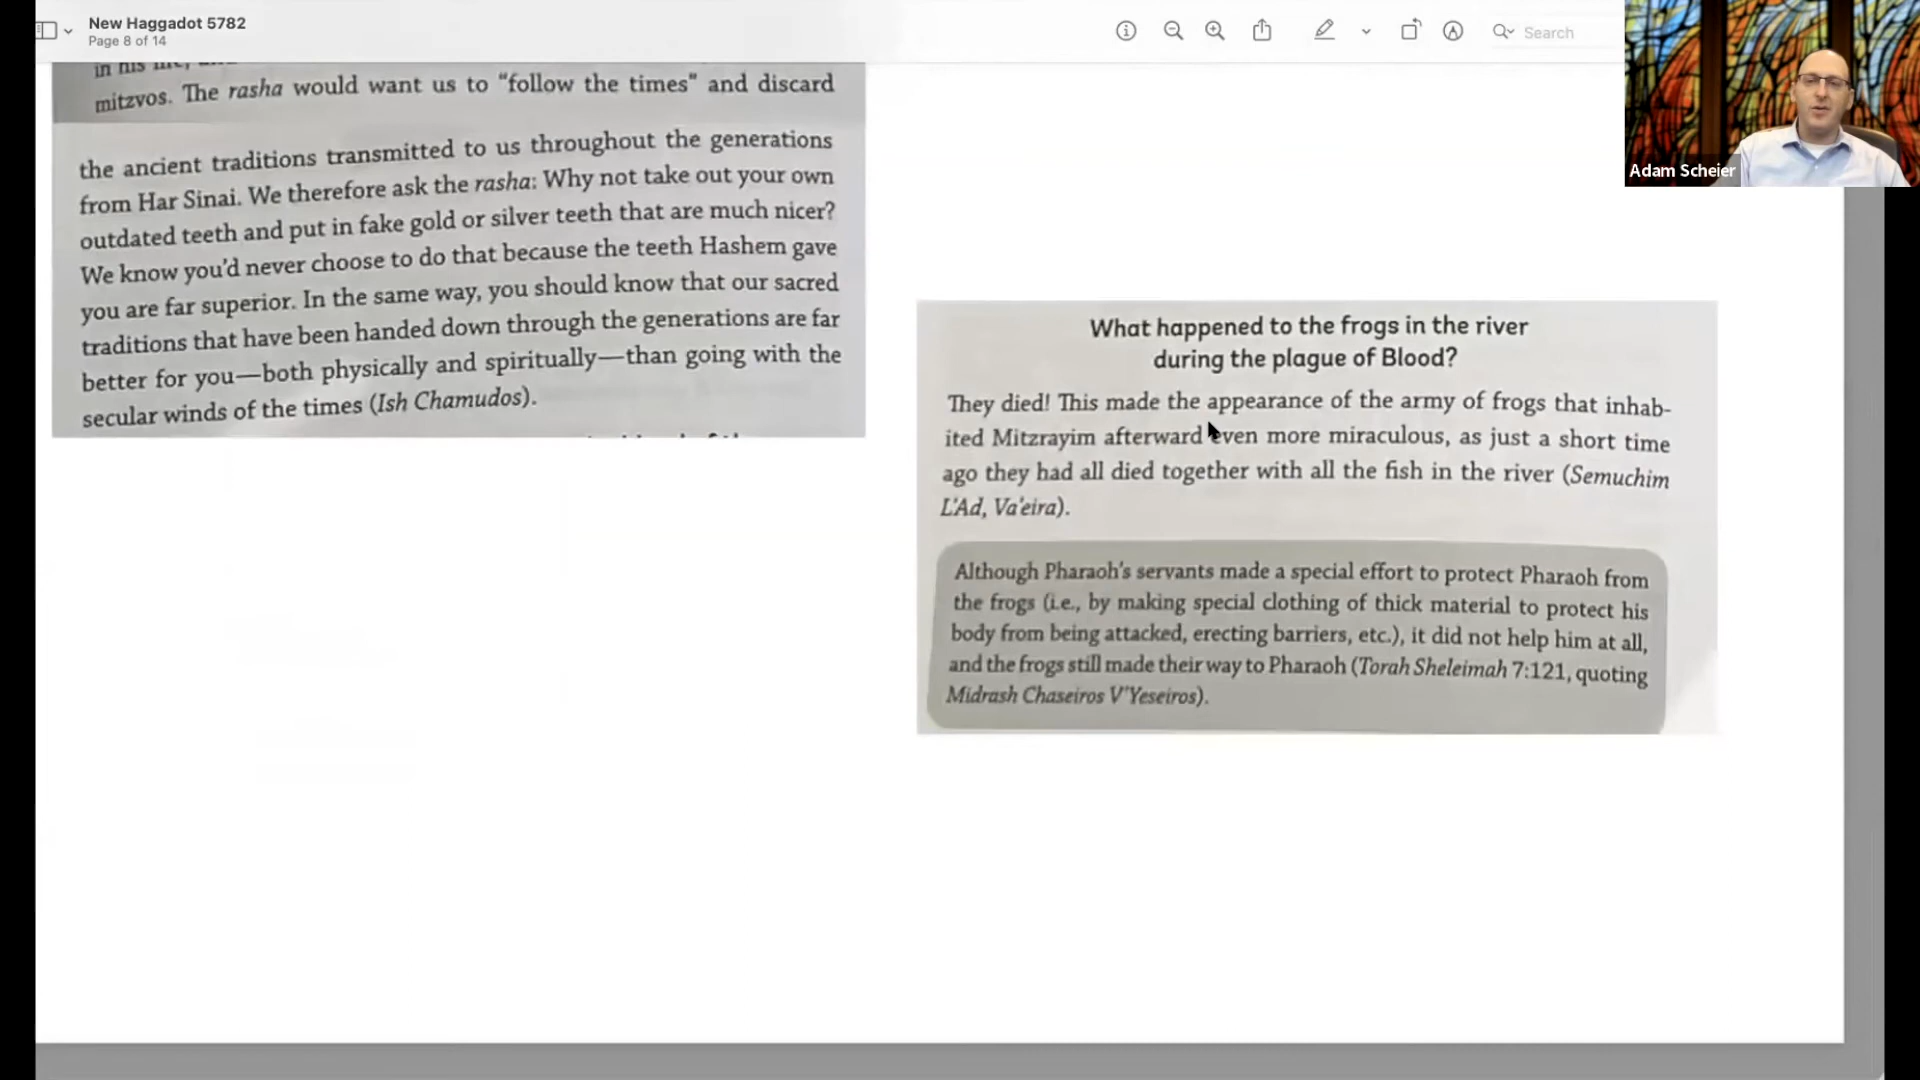 New Haggadot 5782
Page 8 of 14
Search
Adam Scheier
in his
mitzvos. The rasha would want us to "follow the times" and discard
the ancient traditions transmitted to us throughout the generations
from Har Sinai. We therefore ask the rasha: Why not take out your own
outdated teeth and put in fake gold or silver teeth that are much nicer?
We know you'd never choose to do that because the teeth Hashem gave
you are far superior. In the same way, you should know that our sacred
traditions that have been handed down through the generations are far
better for you—both physically and spiritually—than going with the
secular winds of the times (Ish Chamudos).
What happened to the frogs in the river
during the plague of Blood?
They died! This made the appearance of the army of frogs that inhab-
ited Mitzrayim afterward even more miraculous, as just a short time
ago they had all died together with all the fish in the river (Semuchim
L'Ad, Va'eira).
Although Pharaoh's servants made a special effort to protect Pharaoh from
the frogs (i.e., by making special clothing of thick material to protect his
body from being attacked, erecting barriers, etc.), it did not help him at all,
and the frogs still made their way to Pharaoh (Torah Sheleimah 7:121, quoting
Midrash Chaseiros V'Yeseiros).